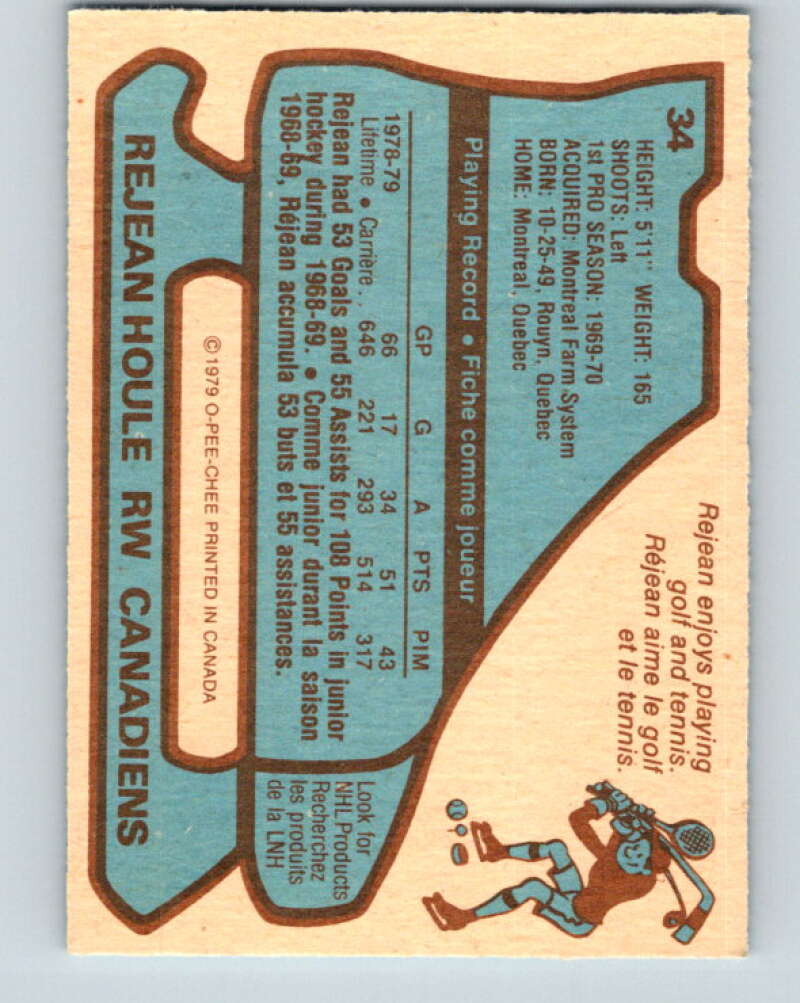 34
HEIGHT: 5'11" WEIGHT: 165
SHOOTS: Left
1st PRO SEASON: 1969-70
ACQUIRED: Montreal Farm System
BORN: 10-25-49, Rouyn, Quebec
HOME: Montreal, Quebec
Rejean enjoys playing
golf and tennis.
Réjean aime le golf
et le tennis.
Playing Record • Fiche comme joueur
GP G A PTS PIM
1978-79 66 17 34 51 43
Lifetime • Carrière . . 646 221 293 514 317
Rejean had 53 Goals and 55 Assists for 108 Points in junior
hockey during 1968-69. • Comme junior durant la saison
1968-69, Réjean accumula 53 buts et 55 assistances.
Look for
NHL Products
Recherchez
les produits
de la LNH
©1979 O-PEE-CHEE PRINTED IN CANADA
REJEAN HOULE RW CANADIENS